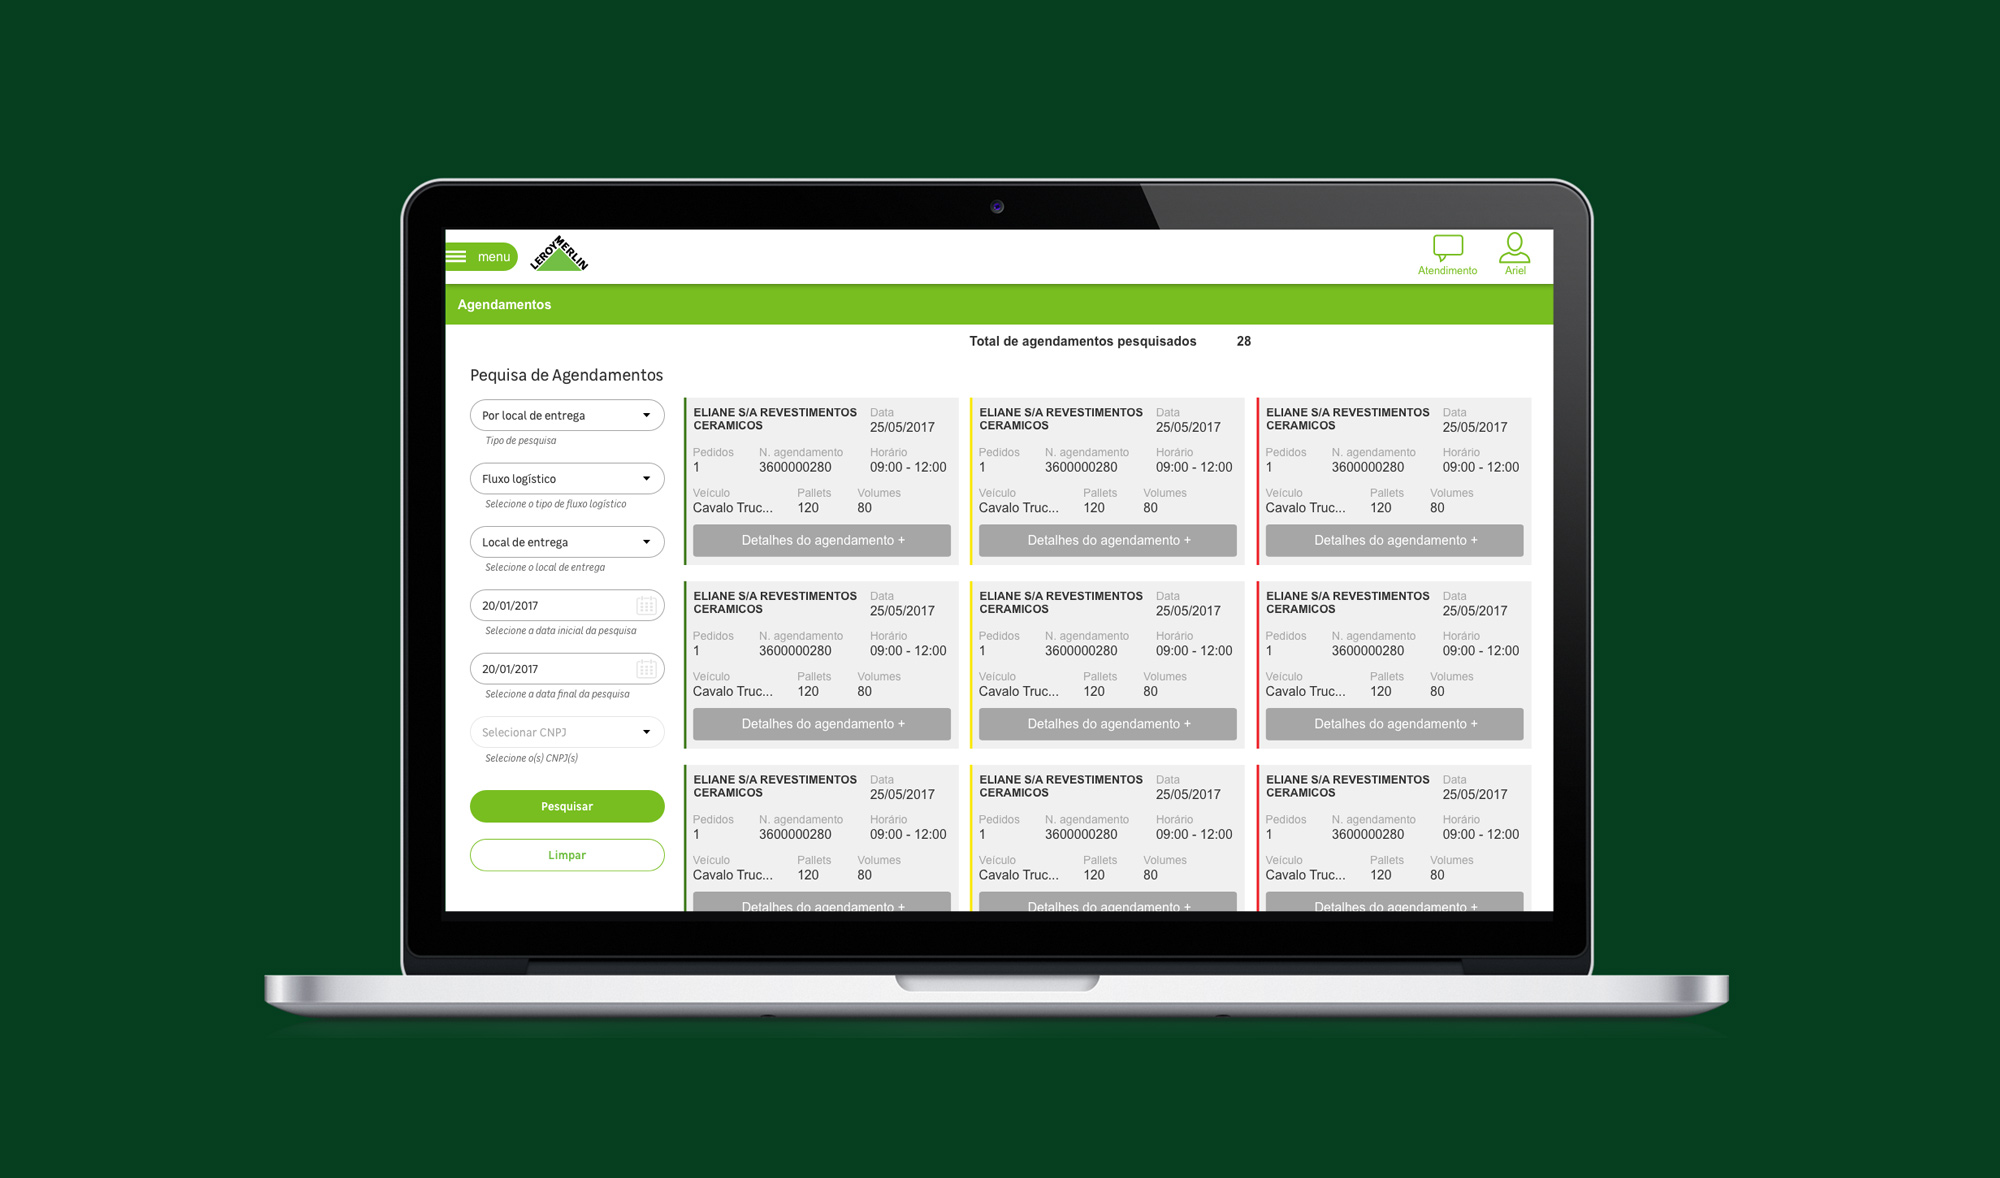 menu
LEROY MERLIN
Atendimento
Ariel
Agendamentos
Total de agendamentos pesquisados 28
Pequisa de Agendamentos
Por local de entrega
Tipo de pesquisa
Fluxo logístico
Selecione o tipo de fluxo logístico
Local de entrega
Selecione o local de entrega
20/01/2017
Selecione a data inicial da pesquisa
20/01/2017
Selecione a data final da pesquisa
Selecionar CNPJ
Selecione o(s) CNPJ(s)
Pesquisar
Limpar
ELIANE S/A REVESTIMENTOS Data
CERAMICOS 25/05/2017
Pedidos N. agendamento Horário
1 3600000280 09:00 - 12:00
Veículo Pallets Volumes
Cavalo Truc... 120 80
Detalhes do agendamento +
ELIANE S/A REVESTIMENTOS Data
CERAMICOS 25/05/2017
Pedidos N. agendamento Horário
1 3600000280 09:00 - 12:00
Veículo Pallets Volumes
Cavalo Truc... 120 80
Detalhes do agendamento +
ELIANE S/A REVESTIMENTOS Data
CERAMICOS 25/05/2017
Pedidos N. agendamento Horário
1 3600000280 09:00 - 12:00
Veículo Pallets Volumes
Cavalo Truc... 120 80
Detalhes do agendamento +
ELIANE S/A REVESTIMENTOS Data
CERAMICOS 25/05/2017
Pedidos N. agendamento Horário
1 3600000280 09:00 - 12:00
Veículo Pallets Volumes
Cavalo Truc... 120 80
Detalhes do agendamento +
ELIANE S/A REVESTIMENTOS Data
CERAMICOS 25/05/2017
Pedidos N. agendamento Horário
1 3600000280 09:00 - 12:00
Veículo Pallets Volumes
Cavalo Truc... 120 80
Detalhes do agendamento +
ELIANE S/A REVESTIMENTOS Data
CERAMICOS 25/05/2017
Pedidos N. agendamento Horário
1 3600000280 09:00 - 12:00
Veículo Pallets Volumes
Cavalo Truc... 120 80
Detalhes do agendamento +
ELIANE S/A REVESTIMENTOS Data
CERAMICOS 25/05/2017
Pedidos N. agendamento Horário
1 3600000280 09:00 - 12:00
Veículo Pallets Volumes
Cavalo Truc... 120 80
Detalhes do agendamento +
ELIANE S/A REVESTIMENTOS Data
CERAMICOS 25/05/2017
Pedidos N. agendamento Horário
1 3600000280 09:00 - 12:00
Veículo Pallets Volumes
Cavalo Truc... 120 80
Detalhes do agendamento +
ELIANE S/A REVESTIMENTOS Data
CERAMICOS 25/05/2017
Pedidos N. agendamento Horário
1 3600000280 09:00 - 12:00
Veículo Pallets Volumes
Cavalo Truc... 120 80
Detalhes do agendamento +